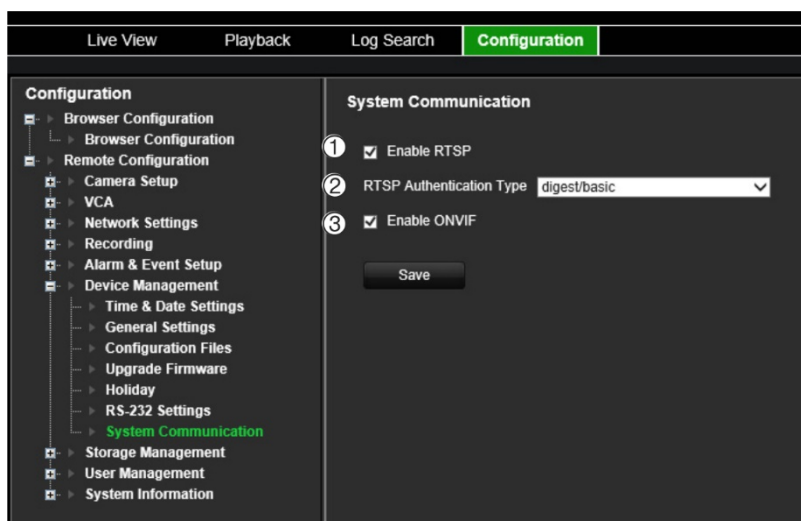 Live View Playback Log Search Configuration
Configuration
Browser Configuration
Browser Configuration
Remote Configuration
Camera Setup
VCA
Network Settings
Recording
Alarm & Event Setup
Device Management
Time & Date Settings
General Settings
Configuration Files
Upgrade Firmware
Holiday
RS-232 Settings
System Communication
Storage Management
User Management
System Information
System Communication
① Enable RTSP
② RTSP Authentication Type digest/basic
③ Enable ONVIF
Save